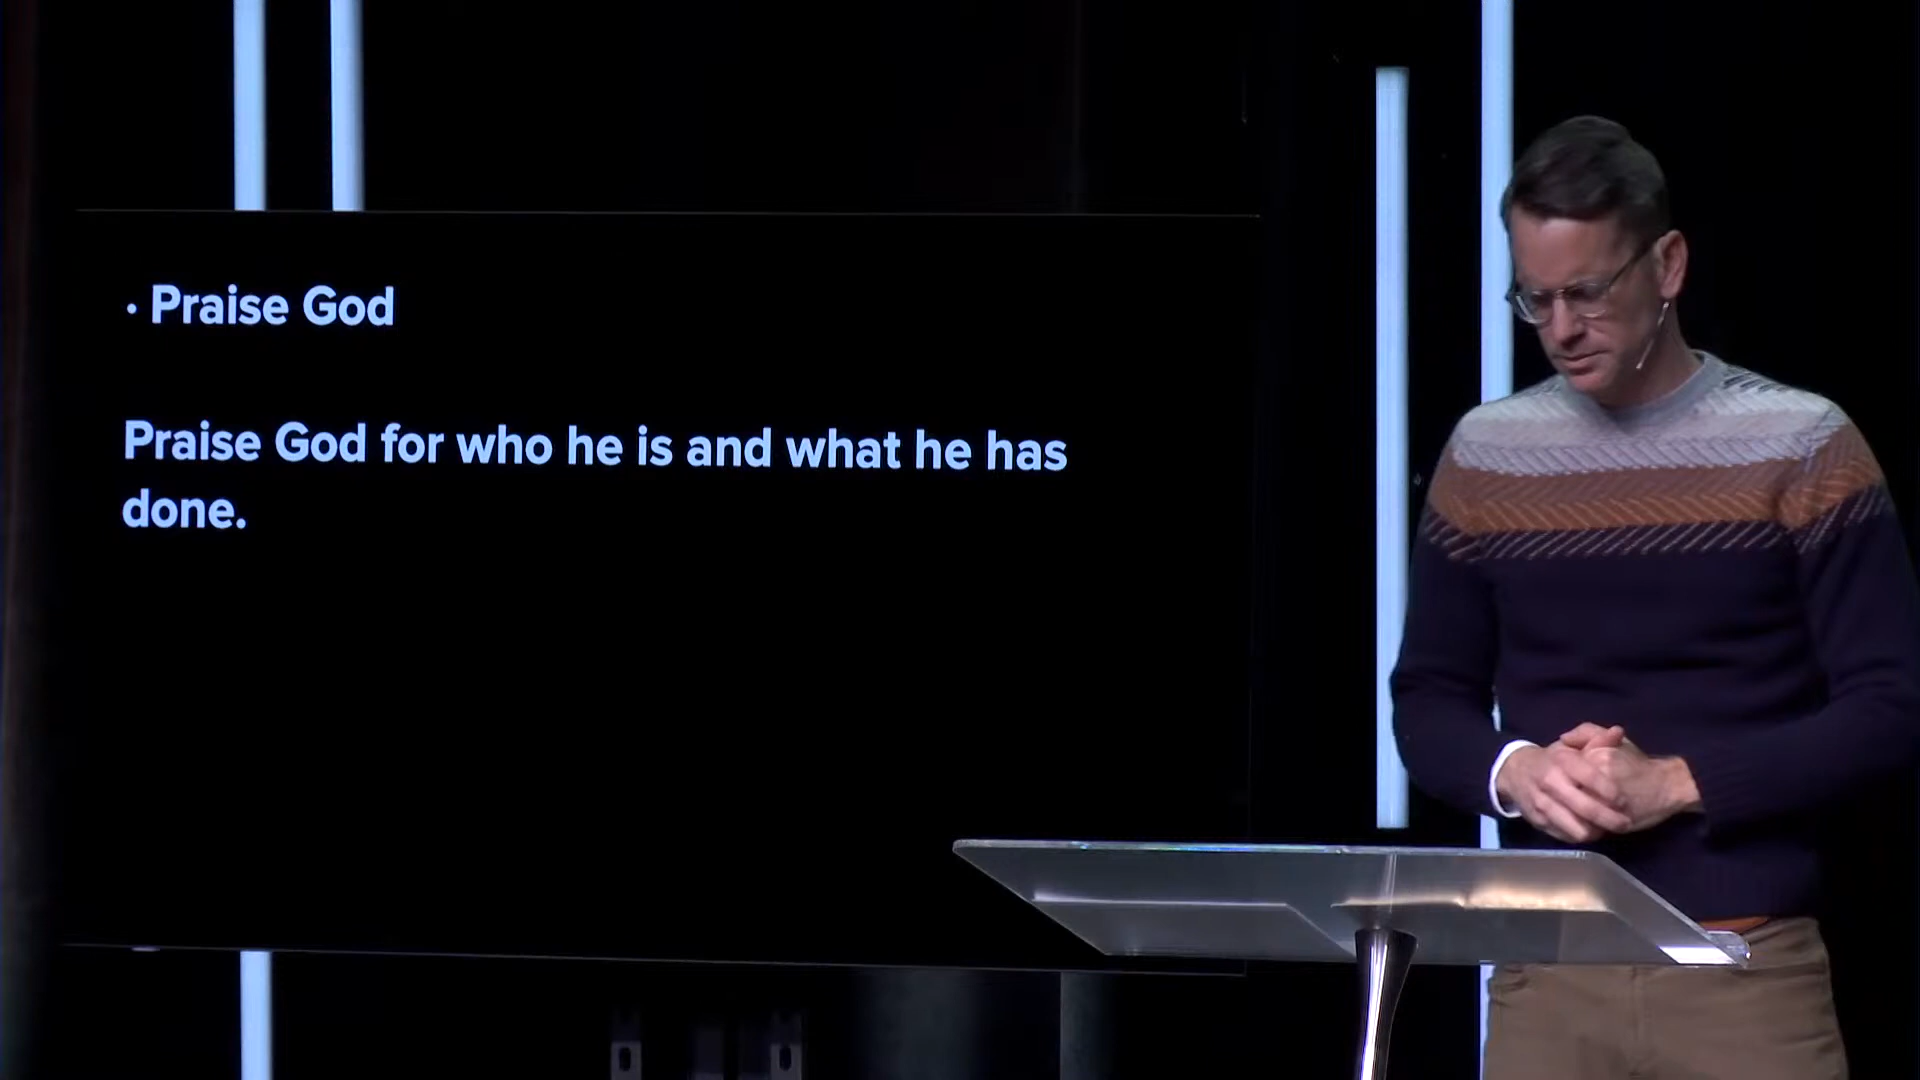 · Praise God
Praise God for who he is and what he has
done.